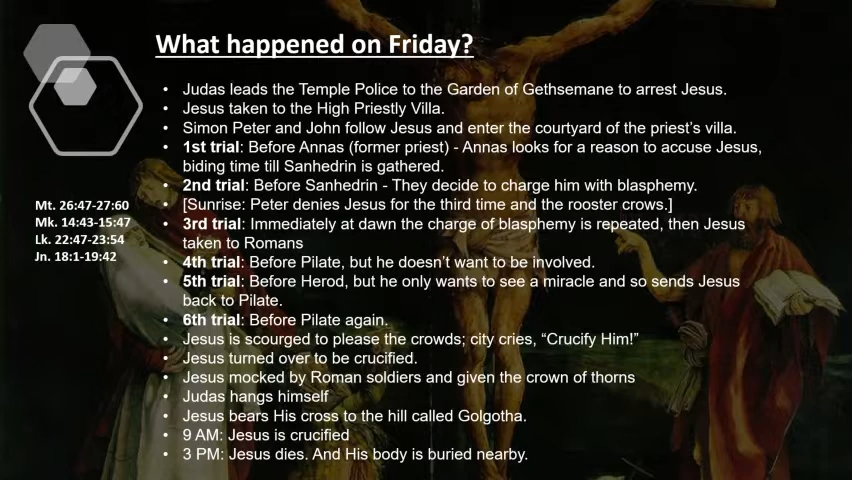 What happened on Friday?
• Judas leads the Temple Police to the Garden of Gethsemane to arrest Jesus.
• Jesus taken to the High Priestly Villa.
• Simon Peter and John follow Jesus and enter the courtyard of the priest's villa.
• 1st trial: Before Annas (former priest) - Annas looks for a reason to accuse Jesus,
biding time till Sanhedrin is gathered.
• 2nd trial: Before Sanhedrin - They decide to charge him with blasphemy.
• [Sunrise: Peter denies Jesus for the third time and the rooster crows.]
• 3rd trial: Immediately at dawn the charge of blasphemy is repeated, then Jesus
taken to Romans
• 4th trial: Before Pilate, but he doesn't want to be involved.
• 5th trial: Before Herod, but he only wants to see a miracle and so sends Jesus
back to Pilate.
• 6th trial: Before Pilate again.
• Jesus is scourged to please the crowds; city cries, “Crucify Him!”
• Jesus turned over to be crucified.
• Jesus mocked by Roman soldiers and given the crown of thorns
• Judas hangs himself
• Jesus bears His cross to the hill called Golgotha.
• 9 AM: Jesus is crucified
• 3 PM: Jesus dies. And His body is buried nearby.
Mt. 26:47-27:60
Mk. 14:43-15:47
Lk. 22:47-23:54
Jn. 18:1-19:42